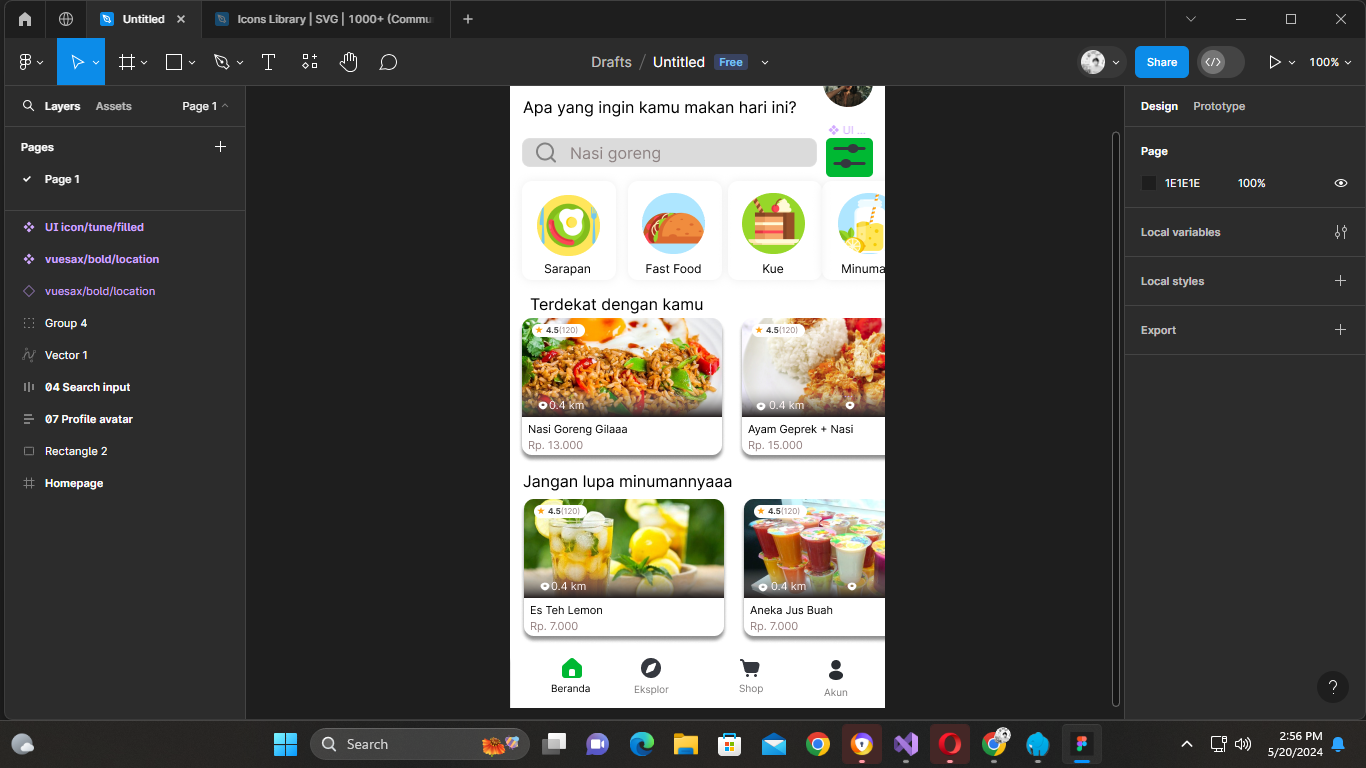 Untitled
Icons Library | SVG | 1000+ (Commu
Drafts / Untitled Free
Share
100%
Layers Assets Page 1
Design Prototype
Pages
Page 1
UI icon/tune/filled
vuesax/bold/location
vuesax/bold/location
Group 4
Vector 1
04 Search input
07 Profile avatar
Rectangle 2
Homepage
Apa yang ingin kamu makan hari ini?
UI ...
Nasi goreng
Sarapan
Fast Food
Kue
Minuma
Terdekat dengan kamu
4.5(120)
0.4 km
Nasi Goreng Gilaaa
Rp. 13.000
4.5(120)
0.4 km
Ayam Geprek + Nasi
Rp. 15.000
Jangan lupa minumannyaaa
4.5(120)
0.4 km
Es Teh Lemon
Rp. 7.000
4.5(120)
0.4 km
Aneka Jus Buah
Rp. 7.000
Beranda
Eksplor
Shop
Akun
Page
1E1E1E 100%
Local variables
Local styles
Export
?
Search
2:56 PM
5/20/2024